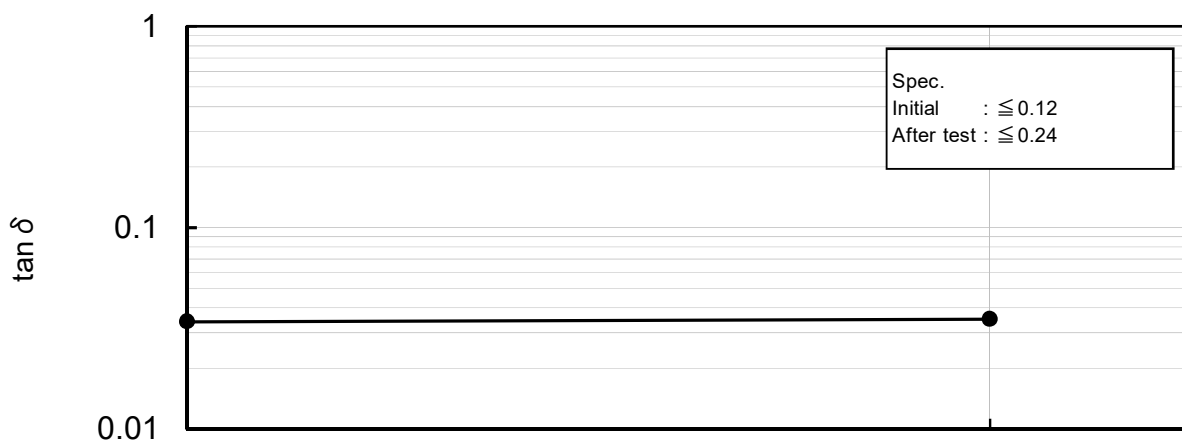 1
Spec.
Initial : ≦0.12
After test : ≦0.24
0.1
tan δ
0.01